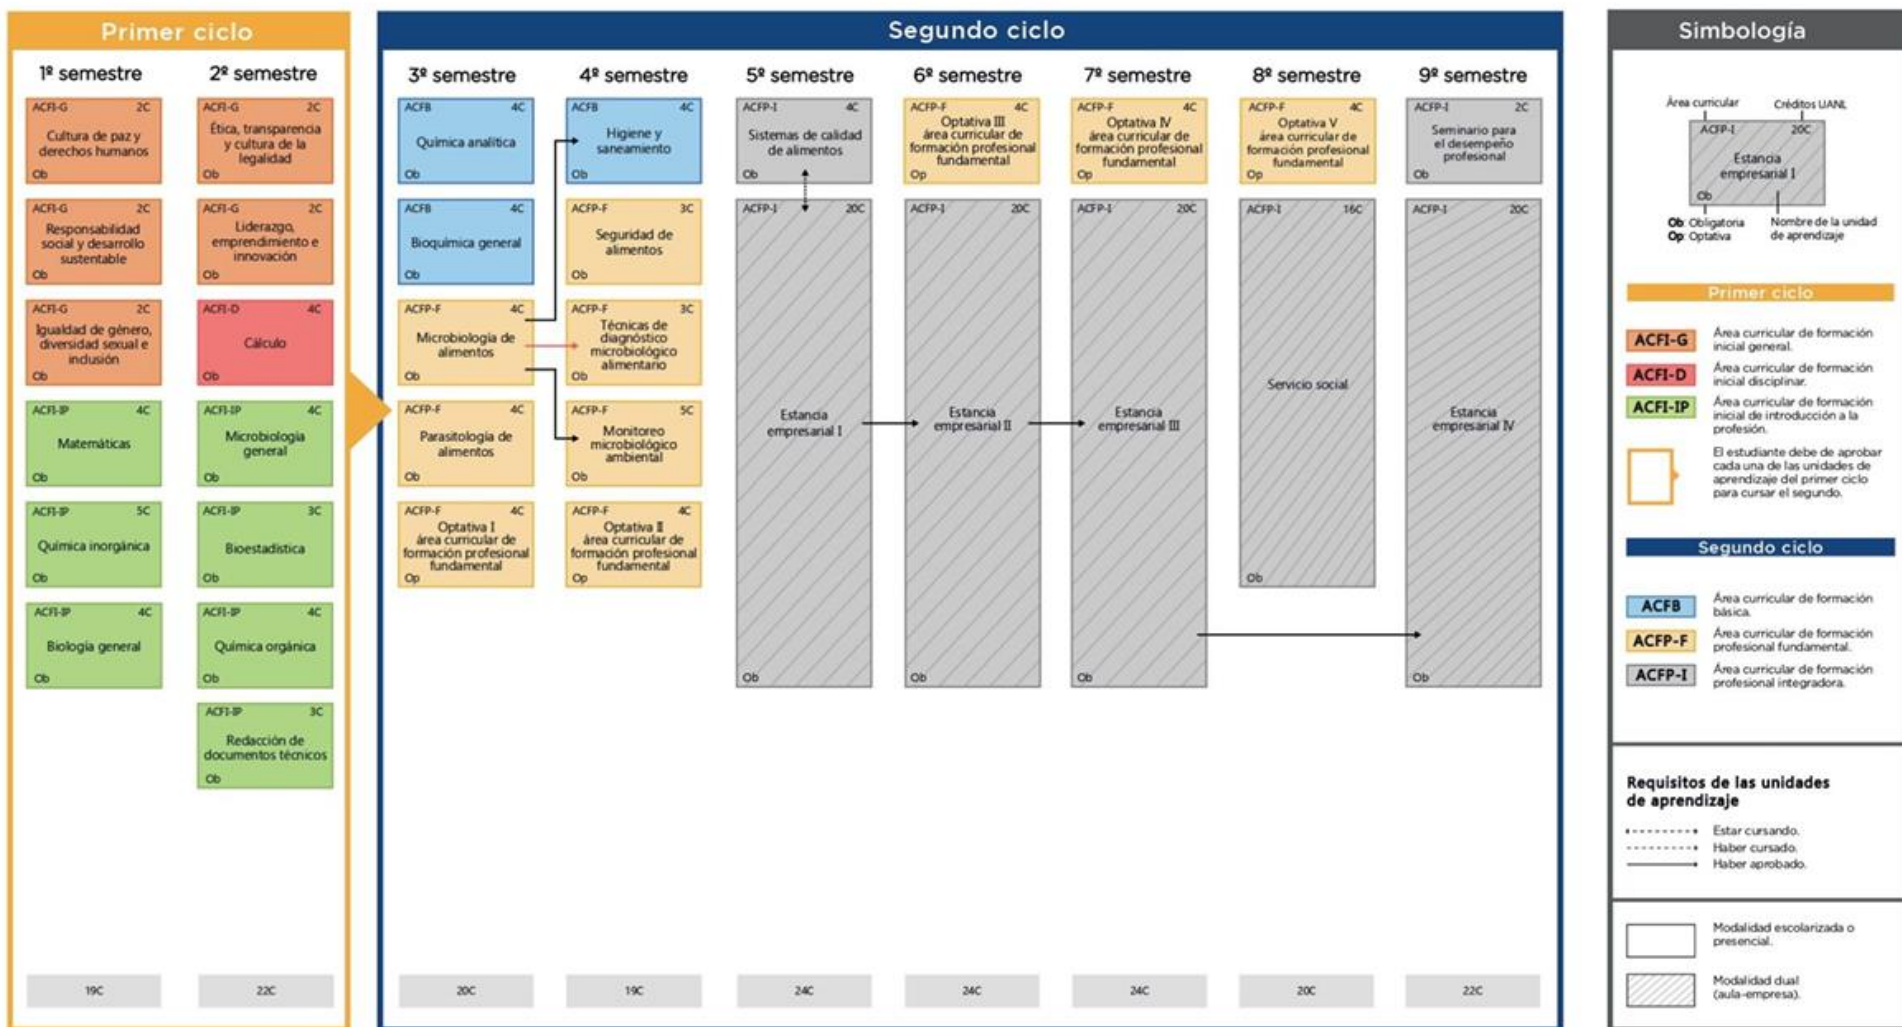 Primer ciclo
1º semestre
ACFI-G 2C
Cultura de paz y
derechos humanos
Ob
ACFI-G 2C
Responsabilidad
social y desarrollo
sustentable
Ob
ACFI-G 2C
Igualdad de género,
diversidad sexual e
inclusión
Ob
ACFI-IP 4C
Matemáticas
Ob
ACFI-IP 5C
Química inorgánica
Ob
ACFI-IP 4C
Biología general
Ob
19C
2º semestre
ACFI-G 2C
Ética, transparencia
y cultura de la
legalidad
Ob
ACFI-G 2C
Liderazgo,
emprendimiento e
innovación
Ob
ACFI-D 4C
Cálculo
Ob
ACFI-IP 4C
Microbiología
general
Ob
ACFI-IP 3C
Bioestadística
Ob
ACFI-IP 4C
Química orgánica
Ob
ACFI-IP 3C
Redacción de
documentos técnicos
Ob
22C
Segundo ciclo
3º semestre
ACFB 4C
Química analítica
Ob
ACFB 4C
Bioquímica general
Ob
ACFP-F 4C
Microbiología de
alimentos
Ob
ACFP-F 4C
Parasitología de
alimentos
Ob
ACFP-F 4C
Optativa I
área curricular de
formación profesional
fundamental
Op
20C
4º semestre
ACFB 4C
Higiene y
saneamiento
Ob
ACFP-F 3C
Seguridad de
alimentos
Ob
ACFP-F 3C
Técnicas de
diagnóstico
microbiológico
alimentario
Ob
ACFP-F 5C
Monitoreo
microbiológico
ambiental
Ob
ACFP-F 4C
Optativa II
área curricular de
formación profesional
fundamental
Op
19C
5º semestre
ACFP-I 4C
Sistemas de calidad
de alimentos
Ob
ACFP-I 20C
Estancia
empresarial I
Ob
24C
6º semestre
ACFP-F 4C
Optativa III
área curricular de
formación profesional
fundamental
Op
ACFP-I 20C
Estancia
empresarial II
Ob
24C
7º semestre
ACFP-F 4C
Optativa IV
área curricular de
formación profesional
fundamental
Op
ACFP-I 20C
Estancia
empresarial III
Ob
24C
8º semestre
ACFP-F 4C
Optativa V
área curricular de
formación profesional
fundamental
Op
ACFP-I 16C
Servicio social
Ob
20C
9º semestre
ACFP-I 2C
Seminario para
el desempeño
profesional
Ob
ACFP-I 20C
Estancia
empresarial IV
Ob
22C
Simbología
Área curricular Créditos UANL
ACFP-I 20C
Estancia
empresarial I
Ob
Ob: Obligatoria
Op: Optativa
Nombre de la unidad
de aprendizaje
Primer ciclo
ACFI-G Área curricular de formación
inicial general.
ACFI-D Área curricular de formación
inicial disciplinar.
ACFI-IP Área curricular de formación
inicial de introducción a la
profesión.
El estudiante debe de aprobar
cada una de las unidades de
aprendizaje del primer ciclo
para cursar el segundo.
Segundo ciclo
ACFB Área curricular de formación
básica.
ACFP-F Área curricular de formación
profesional fundamental.
ACFP-I Área curricular de formación
profesional integradora.
Requisitos de las unidades
de aprendizaje
Estar cursando.
Haber cursado.
Haber aprobado.
Modalidad escolarizada o
presencial.
Modalidad dual
(aula-empresa).